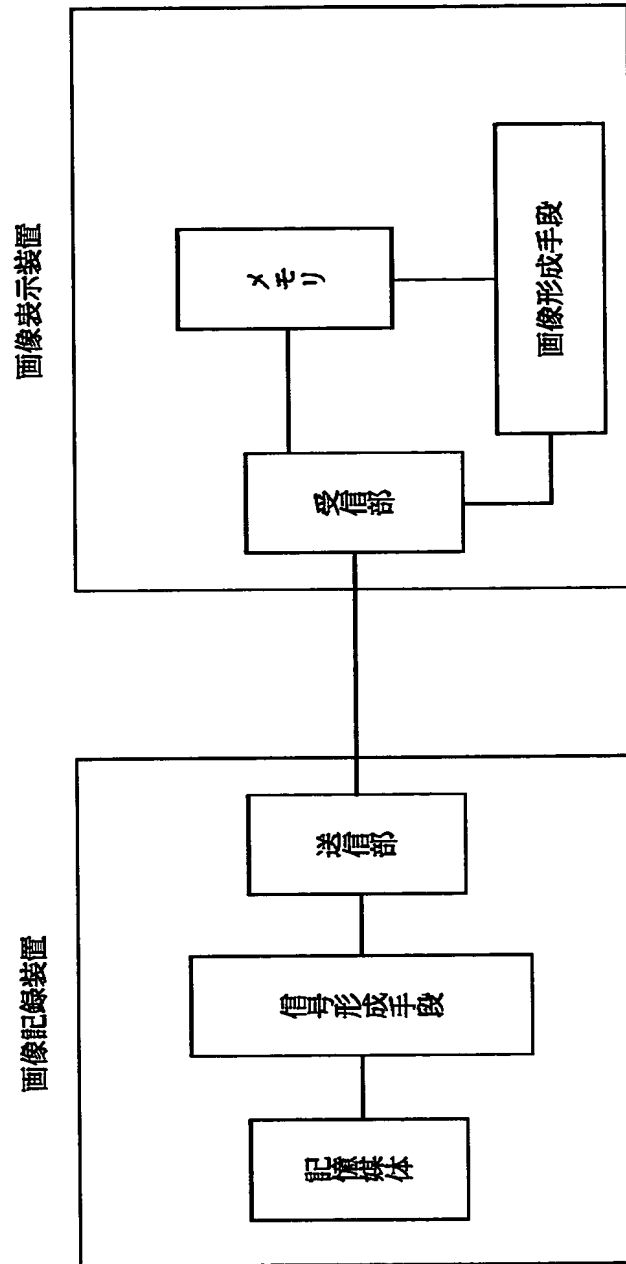 画像記録装置
記憶媒体
信号形成手段
送信部
画像表示装置
受信部
メモリ
画像形成手段